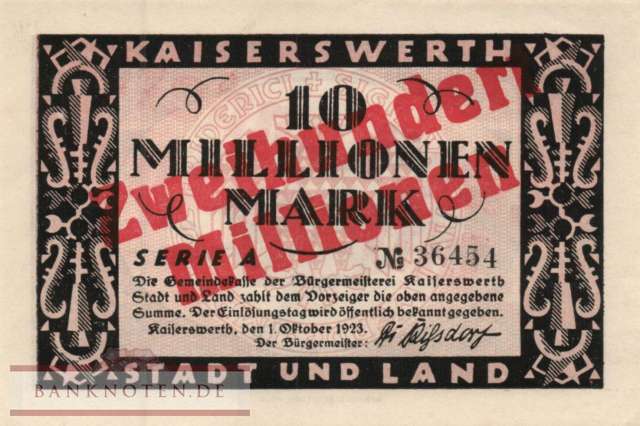 KAISERSWERTH
10
MILLIONEN
MARK
Zweihundert
Millionen
SERIE A № 36454
Die Gemeindekasse der Bürgermeisterei Kaiserswerth
Stadt und Land zahlt dem Vorzeiger die oben angegebene
Summe. Der Einlösungstag wird öffentlich bekannt gegeben.
Kaiserswerth, den 1. Oktober 1923.
Der Bürgermeister:
STADT UND LAND
BANKNOTEN.DE